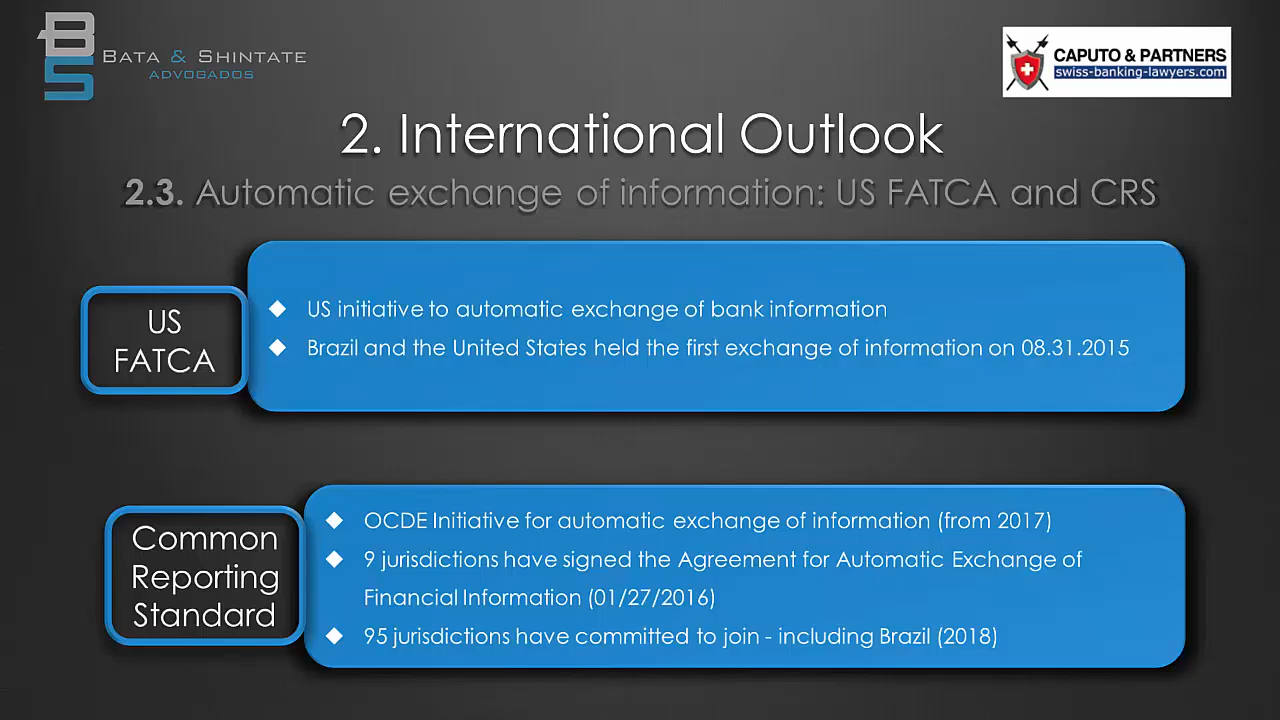 BS
BATA & SHINTATE
ADVOGADOS
CAPUTO & PARTNERS
swiss-banking-lawyers.com
2. International Outlook
2.3. Automatic exchange of information: US FATCA and CRS
US
FATCA
US initiative to automatic exchange of bank information
Brazil and the United States held the first exchange of information on 08.31.2015
Common
Reporting
Standard
OCDE Initiative for automatic exchange of information (from 2017)
9 jurisdictions have signed the Agreement for Automatic Exchange of
Financial Information (01/27/2016)
95 jurisdictions have committed to join - including Brazil (2018)